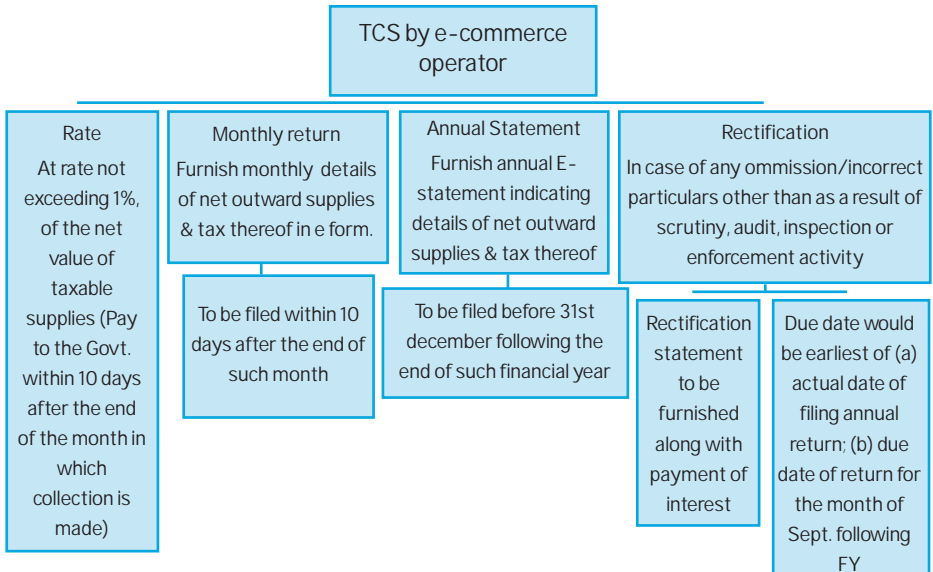 TCS by e-commerce
operator
Rate
At rate not
exceeding 1%,
of the net
value of
taxable
supplies (Pay
to the Govt.
within 10 days
after the end
of the month in
which
collection is
made)
Monthly return
Furnish monthly details
of net outward supplies
& tax thereof in e form.
To be filed within 10
days after the end of
such month
Annual Statement
Furnish annual E-
statement indicating
details of net outward
supplies & tax thereof
To be filed before 31st
december following the
end of such financial year
Rectification
In case of any ommission/incorrect
particulars other than as a result of
scrutiny, audit, inspection or
enforcement activity
Rectification
statement
to be
furnished
along with
payment of
interest
Due date would
be earliest of (a)
actual date of
filing annual
return; (b) due
date of return for
the month of
Sept. following
FY